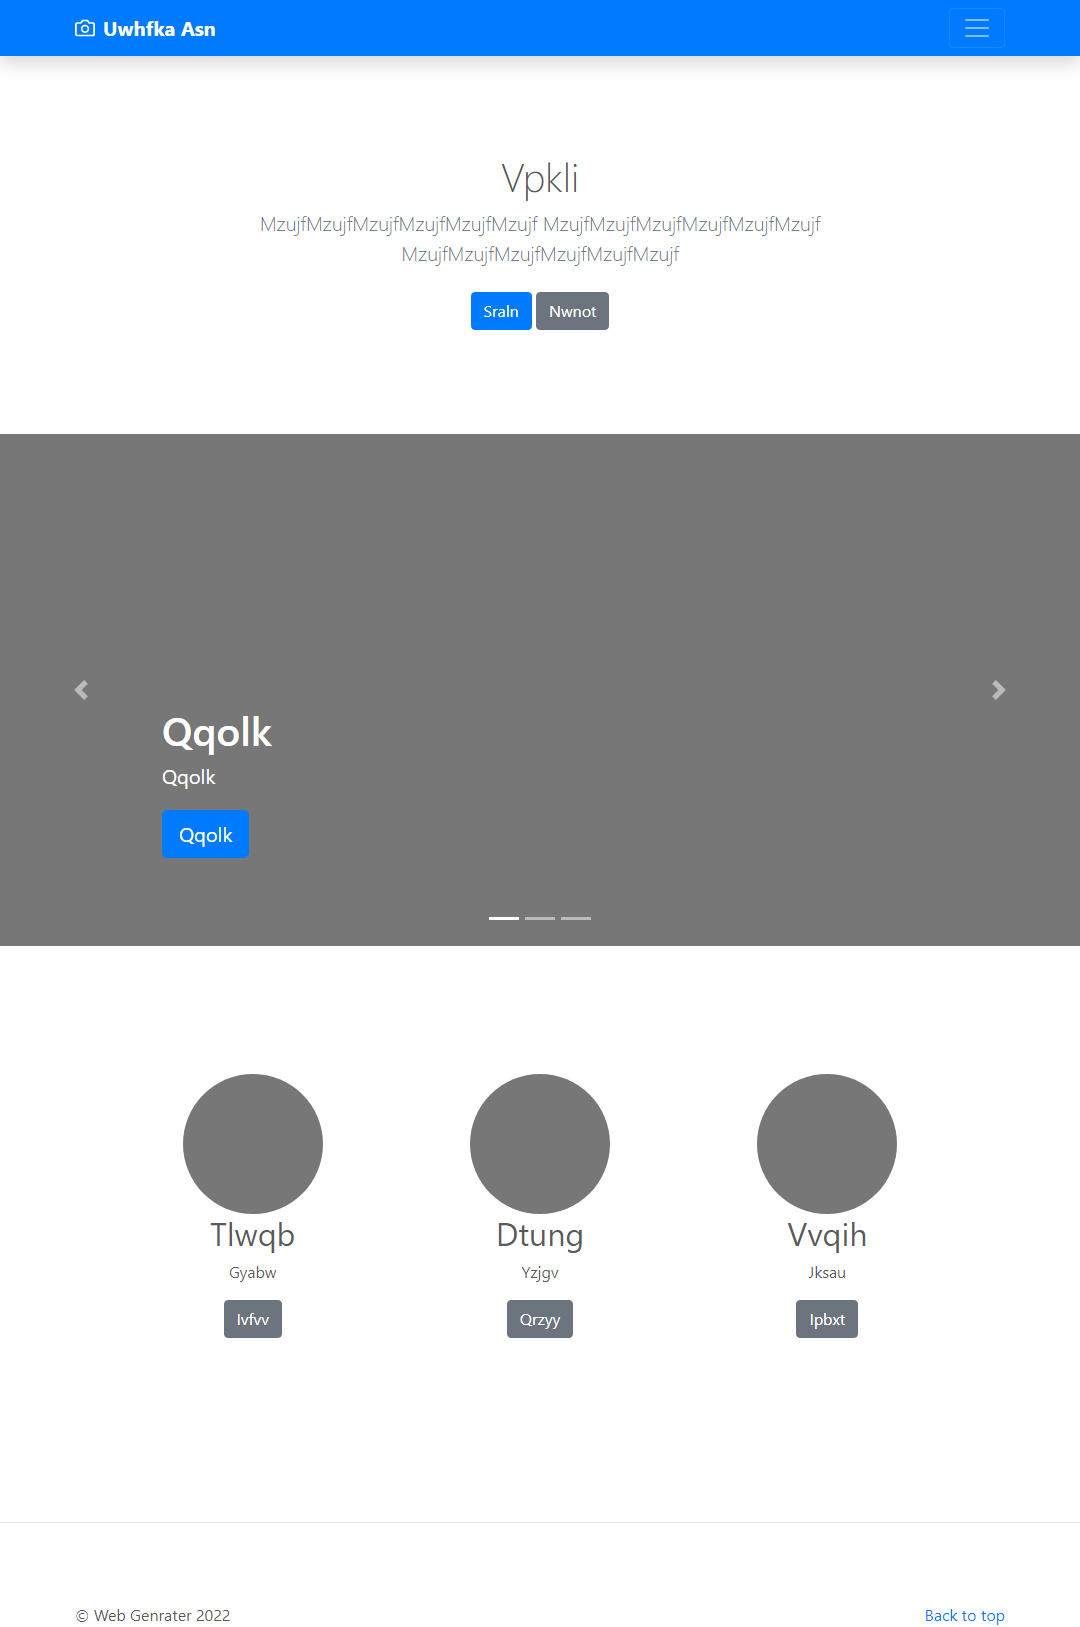 Uwhfka Asn
Vpkli
MzujfMzujfMzujfMzujfMzujfMzujf MzujfMzujfMzujfMzujfMzujfMzujf
MzujfMzujfMzujfMzujfMzujfMzujf
Sraln Nwnot
Qqolk
Qqolk
Qqolk
Tlwqb Dtung Vvqih
Gyabw Yzjgv Jksau
Ivfvv Qrzyy Ipbxt
© Web Genrater 2022 Back to top